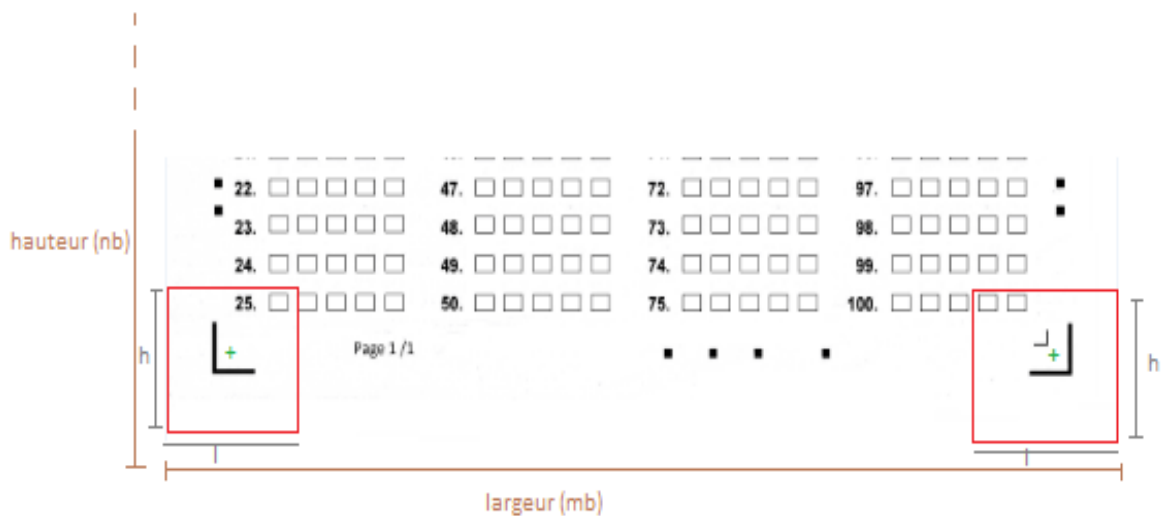 22. 47. 72. 97.
hauteur (nb)
23. 48. 73. 98.
24. 49. 74. 99.
25. 50. 75. 100.
h Page 1 /1 h
l l
largeur (mb)